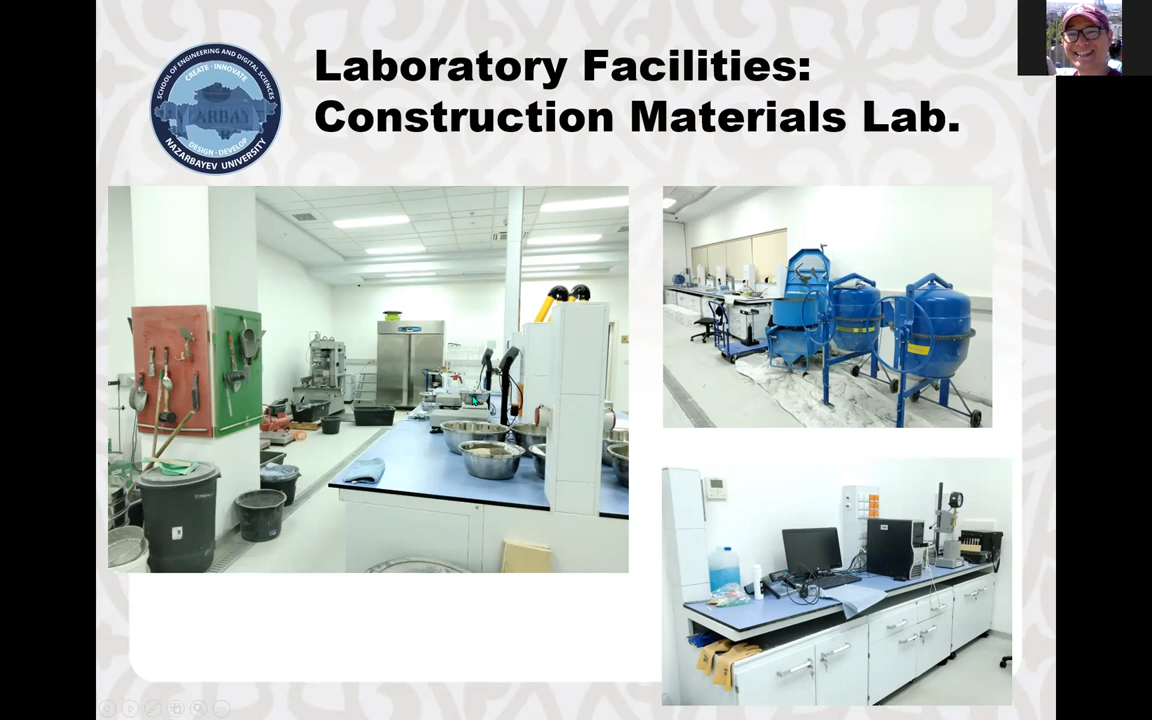 Laboratory Facilities:
Construction Materials Lab.
SCHOOL OF ENGINEERING AND DIGITAL SCIENCES
CREATE · INNOVATE
DESIGN · DEVELOP
NAZARBAYEV UNIVERSITY